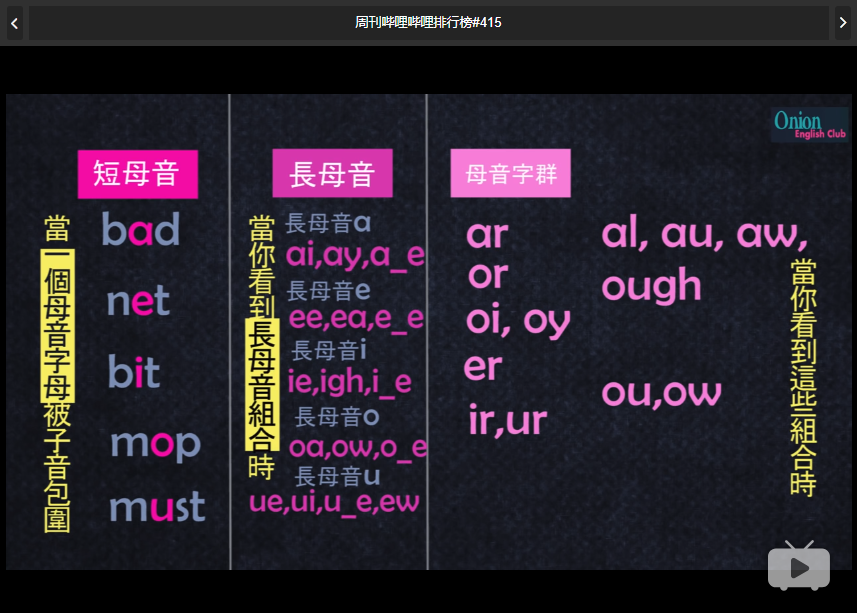 周刊哔哩哔哩排行榜#415
Onion
English Club
短母音
當一個母音字母被子音包圍
bad
net
bit
mop
must
長母音
當你看到長母音組合時
長母音a
ai,ay,a_e
長母音e
ee,ea,e_e
長母音i
ie,igh,i_e
長母音o
oa,ow,o_e
長母音u
ue,ui,u_e,ew
母音字群
ar
or
oi, oy
er
ir,ur
al, au, aw,
ough
ou,ow
當你看到這些組合時